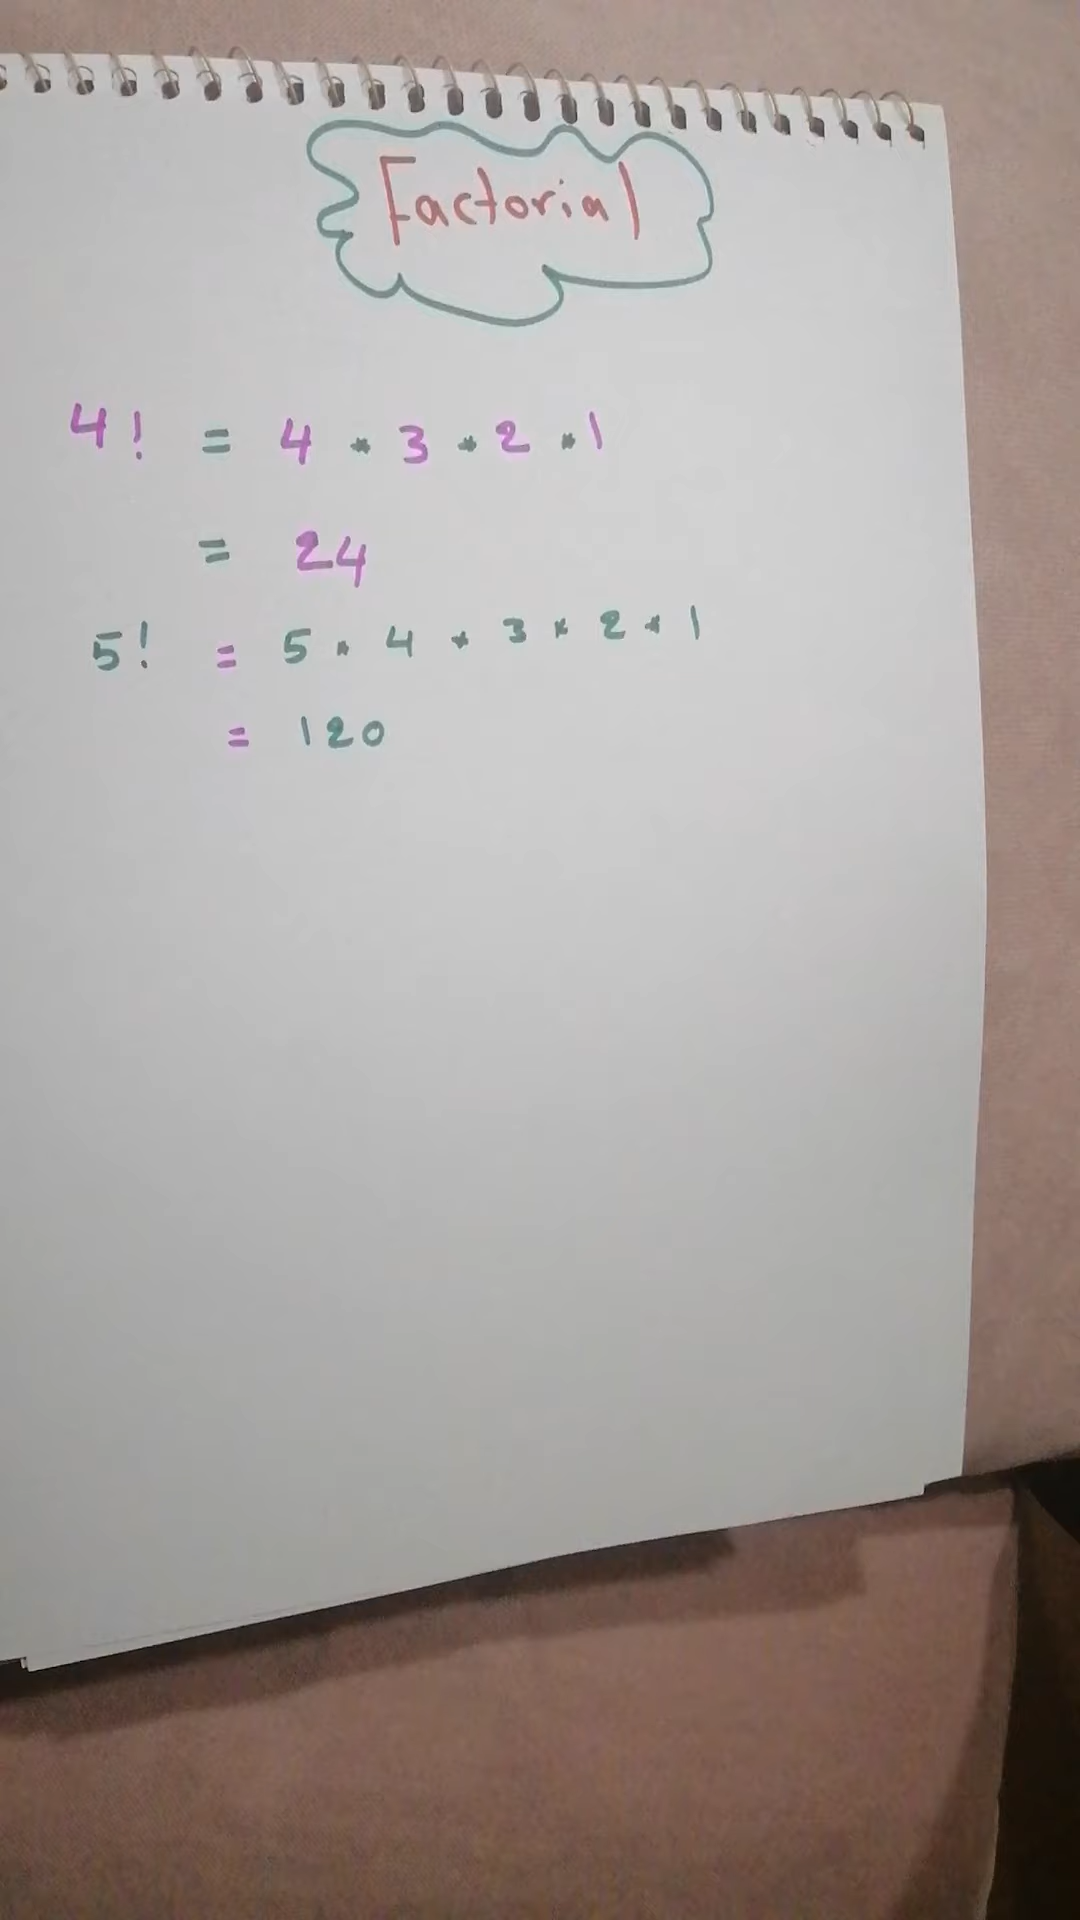 Factorial
4! = 4 * 3 * 2 * 1
= 24
5! = 5 * 4 * 3 * 2 * 1
= 120